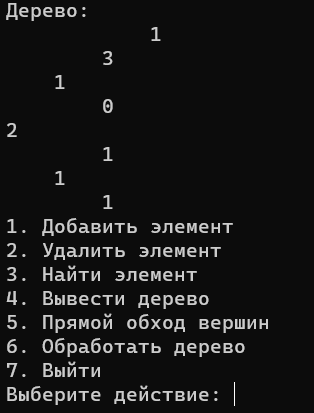 Дерево:
            1
        3
    1
        0
2
        1
    1
        1
1. Добавить элемент
2. Удалить элемент
3. Найти элемент
4. Вывести дерево
5. Прямой обход вершин
6. Обработать дерево
7. Выйти
Выберите действие: